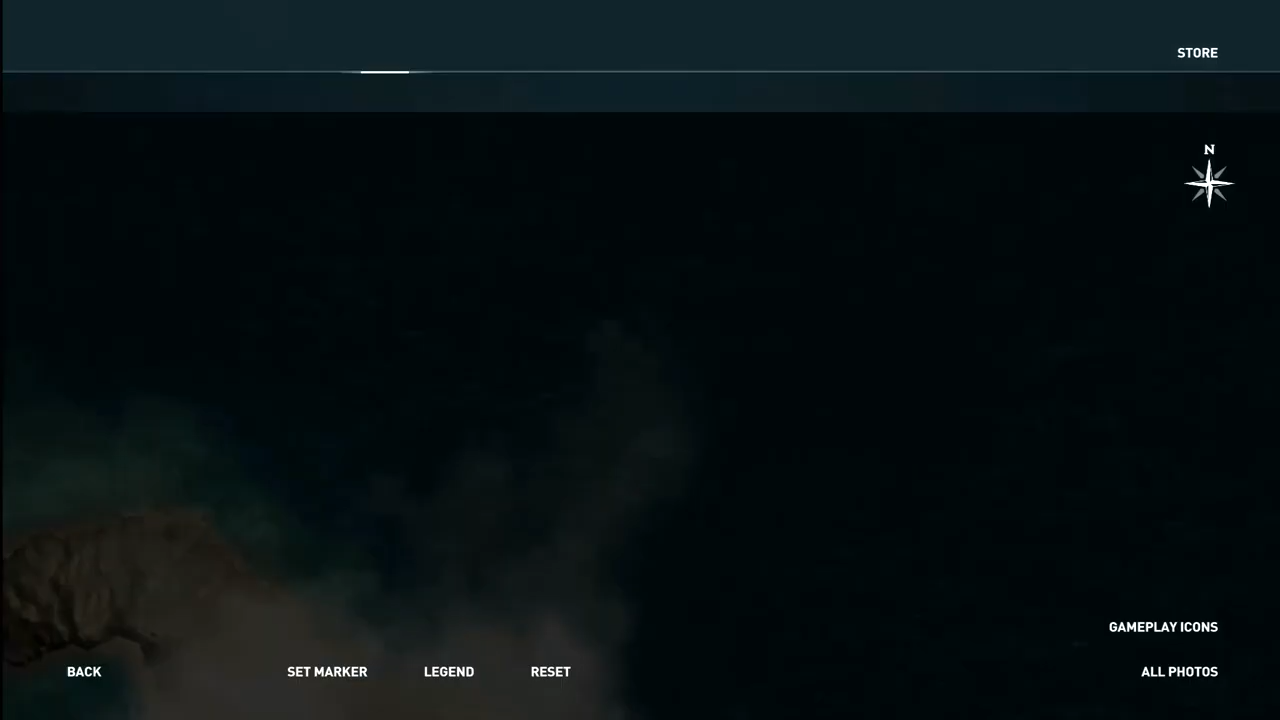 STORE
N
GAMEPLAY ICONS
BACK
SET MARKER
LEGEND
RESET
ALL PHOTOS